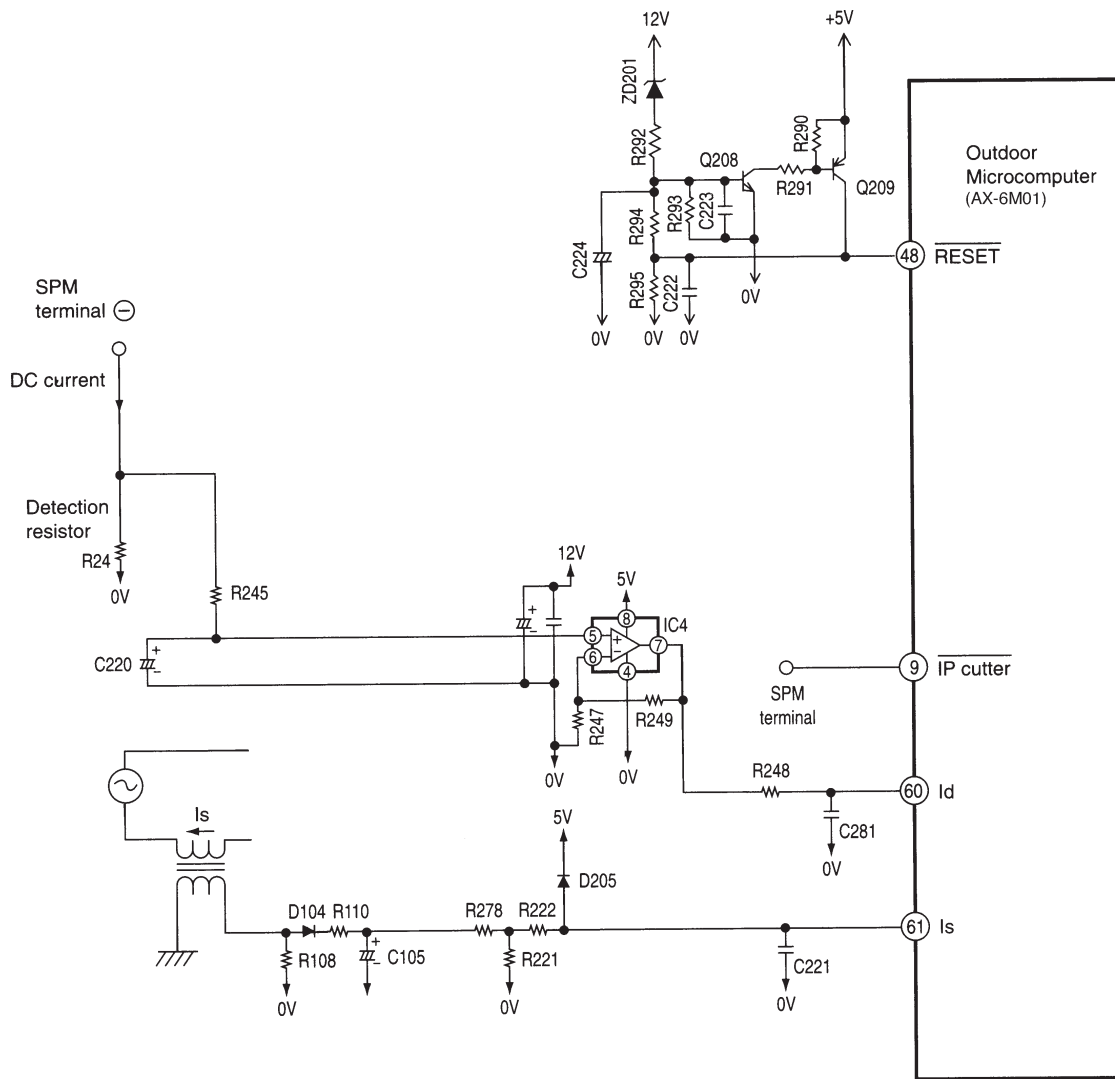 12V
+5V
ZD201
R292
R290
Q208
R291
Q209
Outdoor
Microcomputer
(AX-6M01)
R293
C223
R294
C224
R295
C222
0V
0V
0V
0V
48
RESET
SPM
terminal ⊖
DC current
Detection
resistor
R24
0V
R245
12V
5V
IC4
8
5
+
7
6
−
4
+
−
+
−
C220
R247
R249
0V
0V
SPM
terminal
9
IP cutter
R248
60
Id
C281
0V
Is
5V
D205
D104
R110
R278
R222
61
Is
+
−
C105
R108
R221
C221
0V
0V
0V